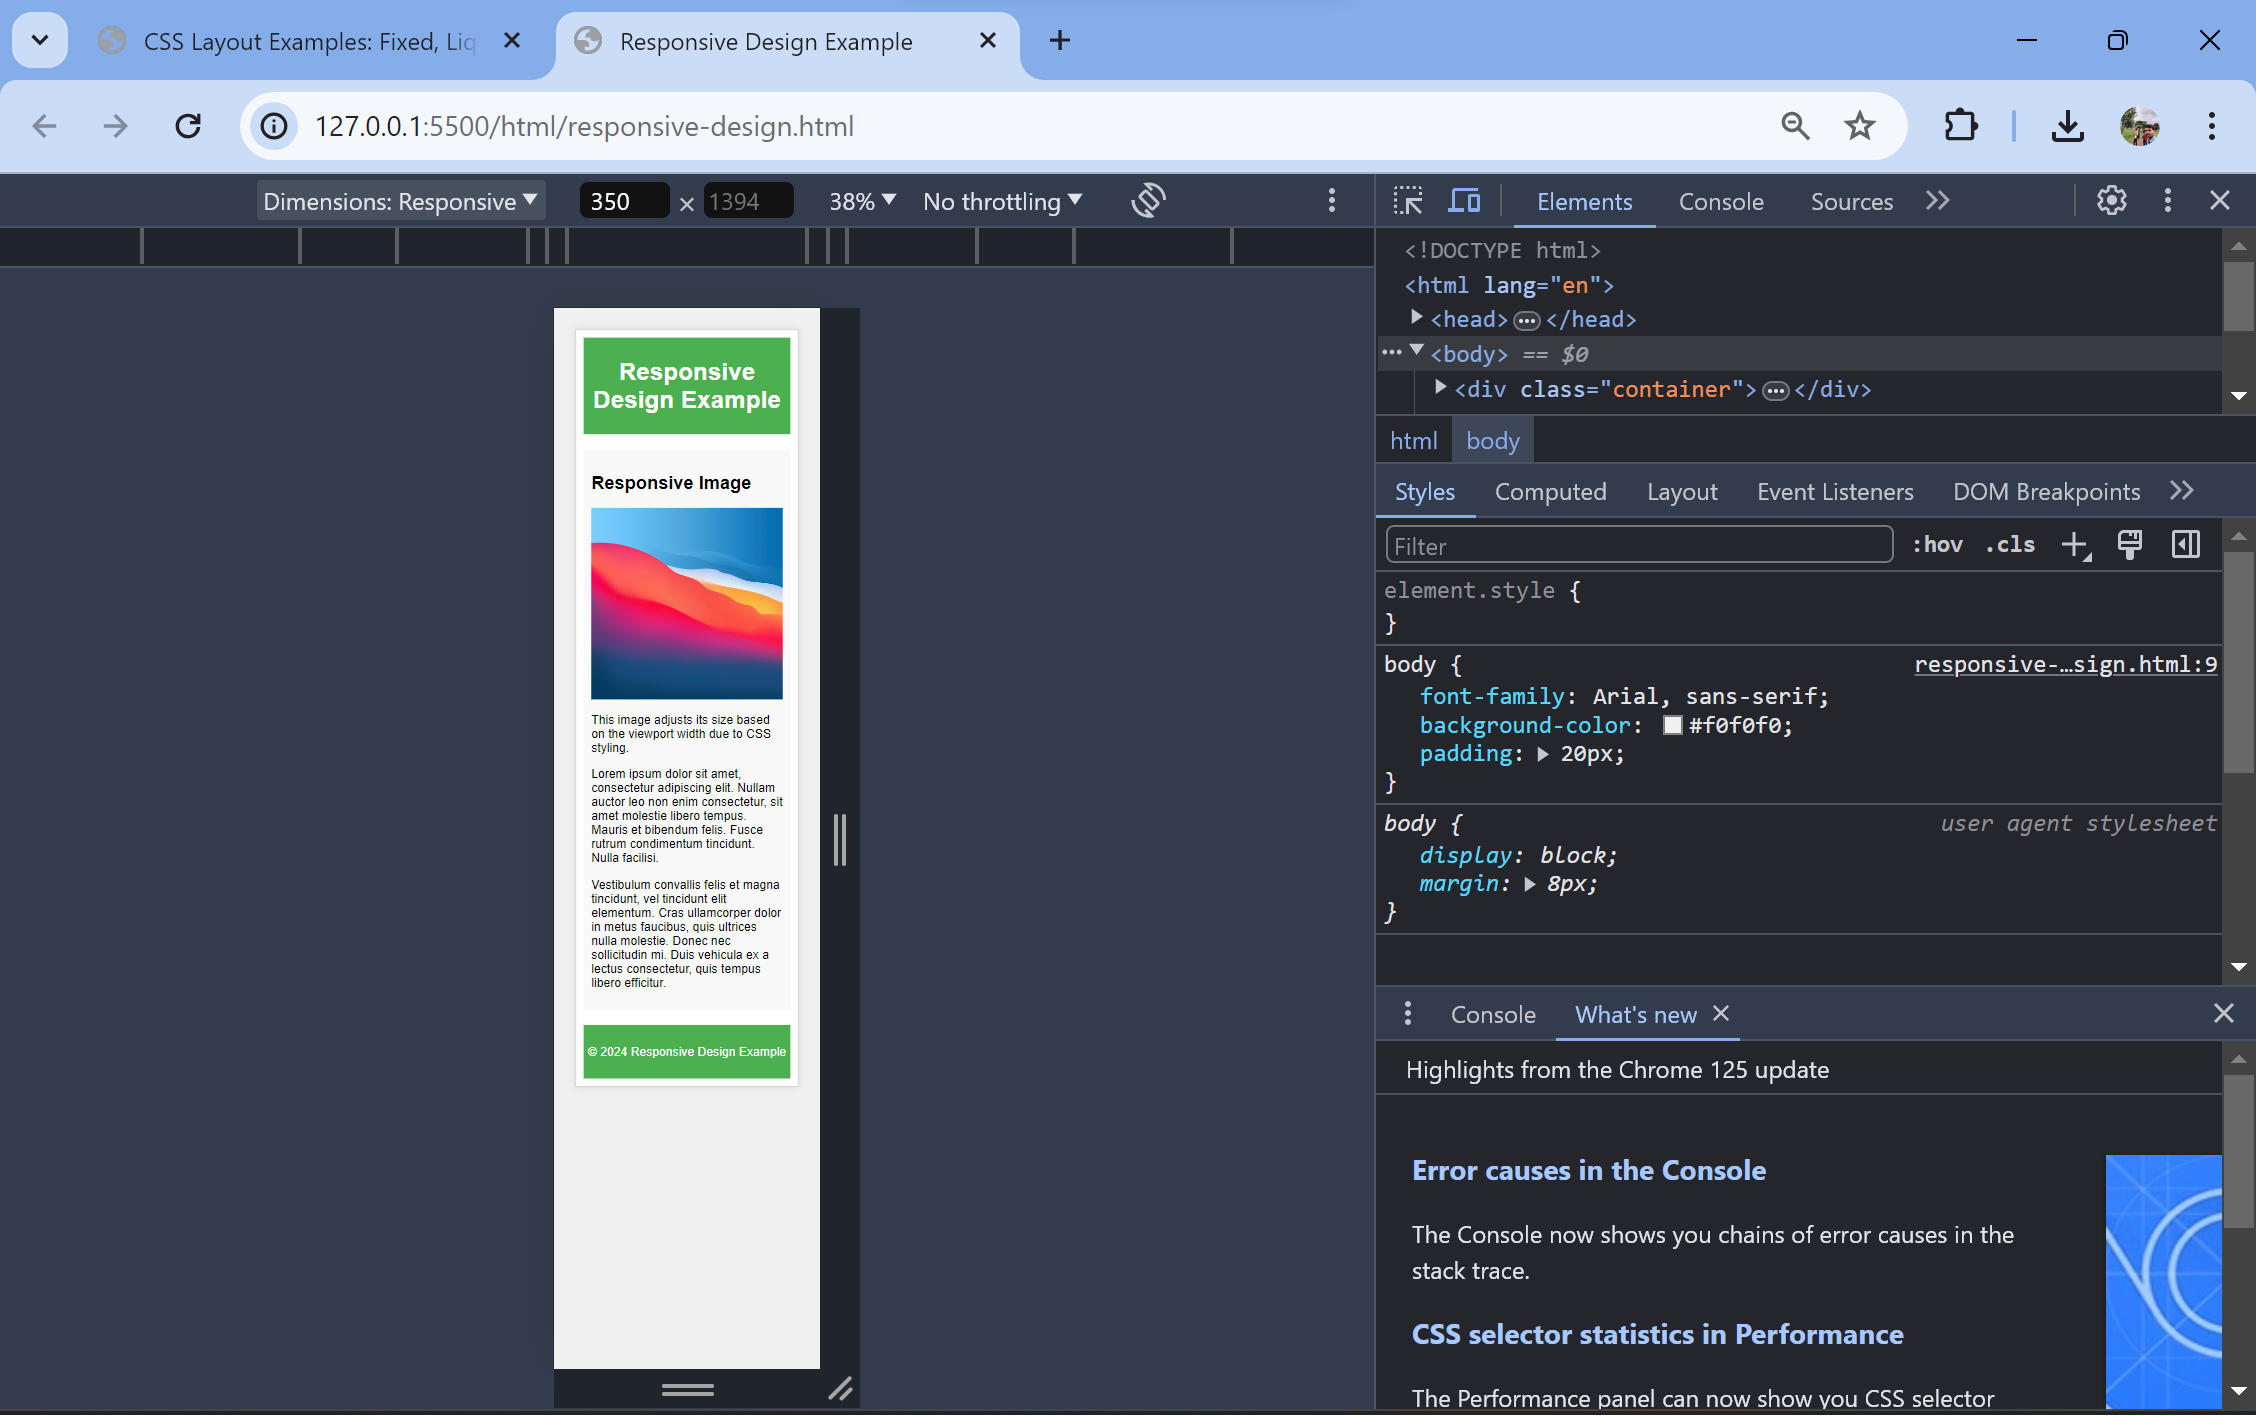 CSS Layout Examples: Fixed, Liq
Responsive Design Example
127.0.0.1:5500/html/responsive-design.html
Dimensions: Responsive
350 × 1394
38%
No throttling
Elements
Console
Sources
<!DOCTYPE html>
<html lang="en">
<head> ••• </head>
••• <body> == $0
<div class="container"> ••• </div>
html body
Styles
Computed
Layout
Event Listeners
DOM Breakpoints
Filter
:hov .cls
element.style {
}
body {
responsive-…sign.html:9
font-family: Arial, sans-serif;
background-color: #f0f0f0;
padding: 20px;
}
body {
user agent stylesheet
display: block;
margin: 8px;
}
Console
What's new
Highlights from the Chrome 125 update
Error causes in the Console
The Console now shows you chains of error causes in the
stack trace.
CSS selector statistics in Performance
The Performance panel can now show you CSS selector
Responsive
Design Example
Responsive Image
This image adjusts its size based
on the viewport width due to CSS
styling.
Lorem ipsum dolor sit amet,
consectetur adipiscing elit. Nullam
auctor leo non enim consectetur, sit
amet molestie libero tempus.
Mauris et bibendum felis. Fusce
rutrum condimentum tincidunt.
Nulla facilisi.
Vestibulum convallis felis et magna
tincidunt, vel tincidunt elit
elementum. Cras ullamcorper dolor
in metus faucibus, quis ultrices
nulla molestie. Donec nec
sollicitudin mi. Duis vehicula ex a
lectus consectetur, quis tempus
libero efficitur.
© 2024 Responsive Design Example